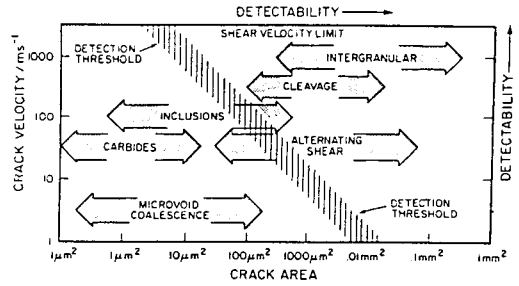 DETECTABILITY
SHEAR VELOCITY LIMIT
DETECTION
THRESHOLD
INTERGRANULAR
CLEAVAGE
INCLUSIONS
CARBIDES
ALTERNATING
SHEAR
MICROVOID
COALESCENCE
DETECTION
THRESHOLD
CRACK VELOCITY / ms⁻¹
1000
100
10
1
DETECTABILITY
1μm² 1μm² 10μm² 100μm² 1000μm² .01mm² .1mm² 1mm²
CRACK AREA